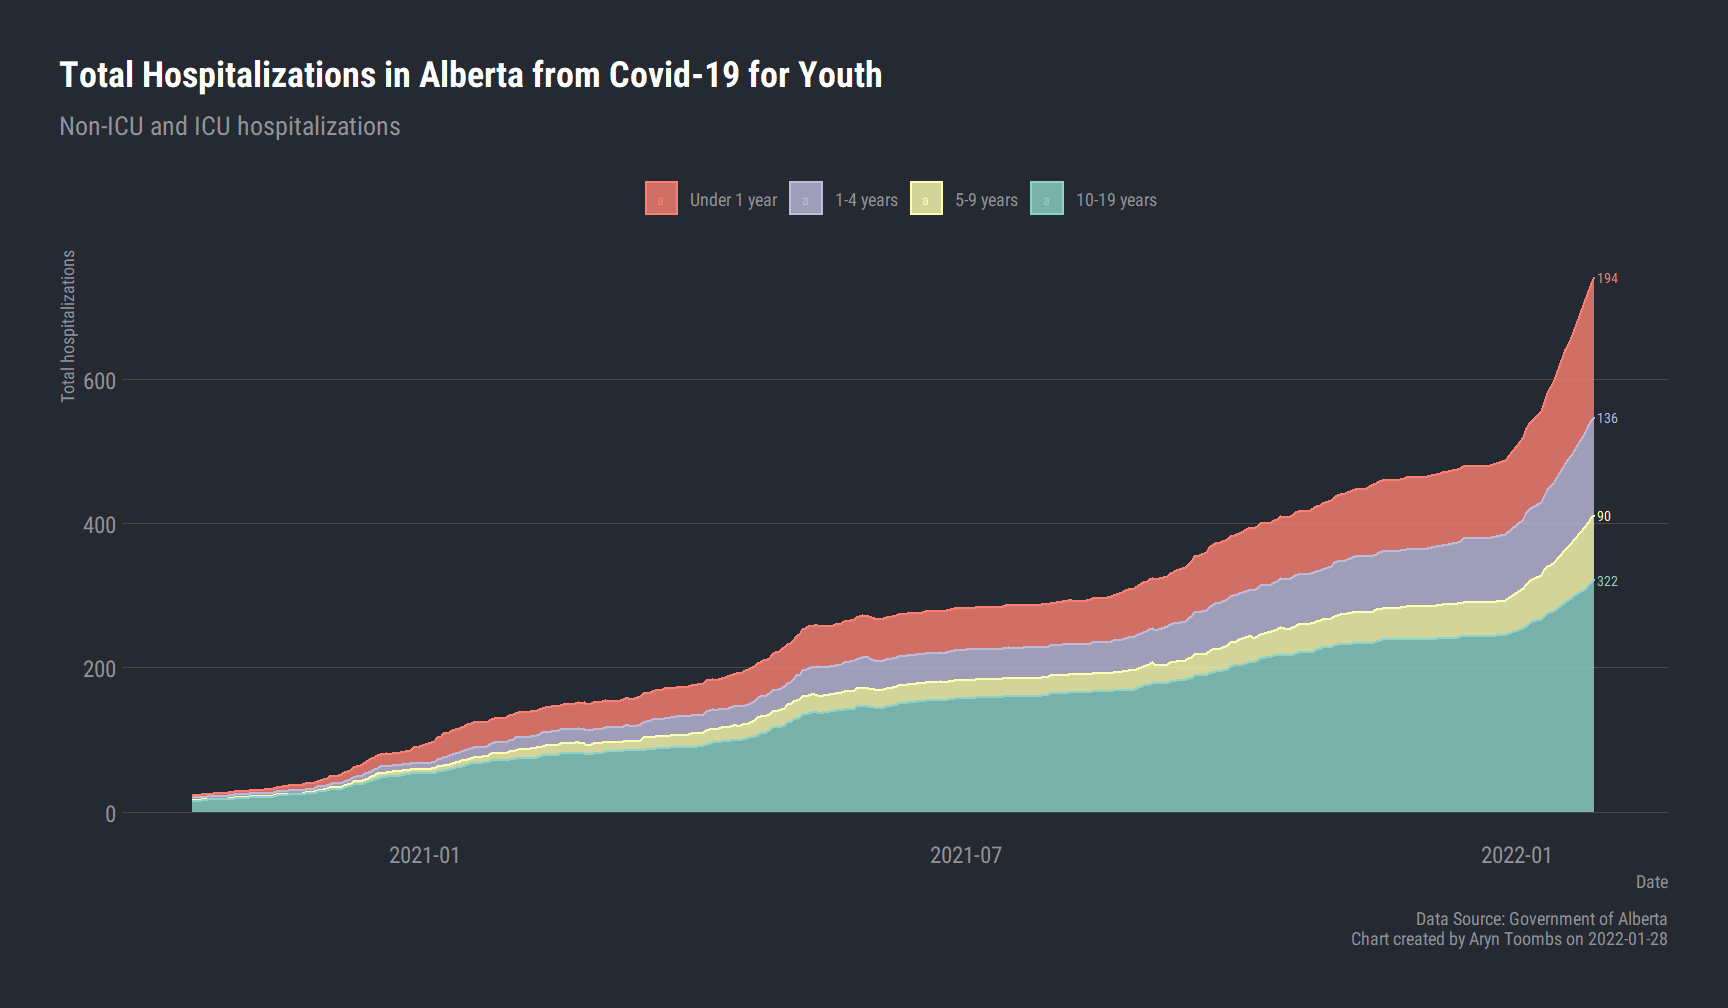 Total Hospitalizations in Alberta from Covid-19 for Youth
Non-ICU and ICU hospitalizations
a Under 1 year a 1-4 years a 5-9 years a 10-19 years
Total hospitalizations
194
600
136
400
90
322
200
0
2021-01 2021-07 2022-01
Date
Data Source: Government of Alberta
Chart created by Aryn Toombs on 2022-01-28